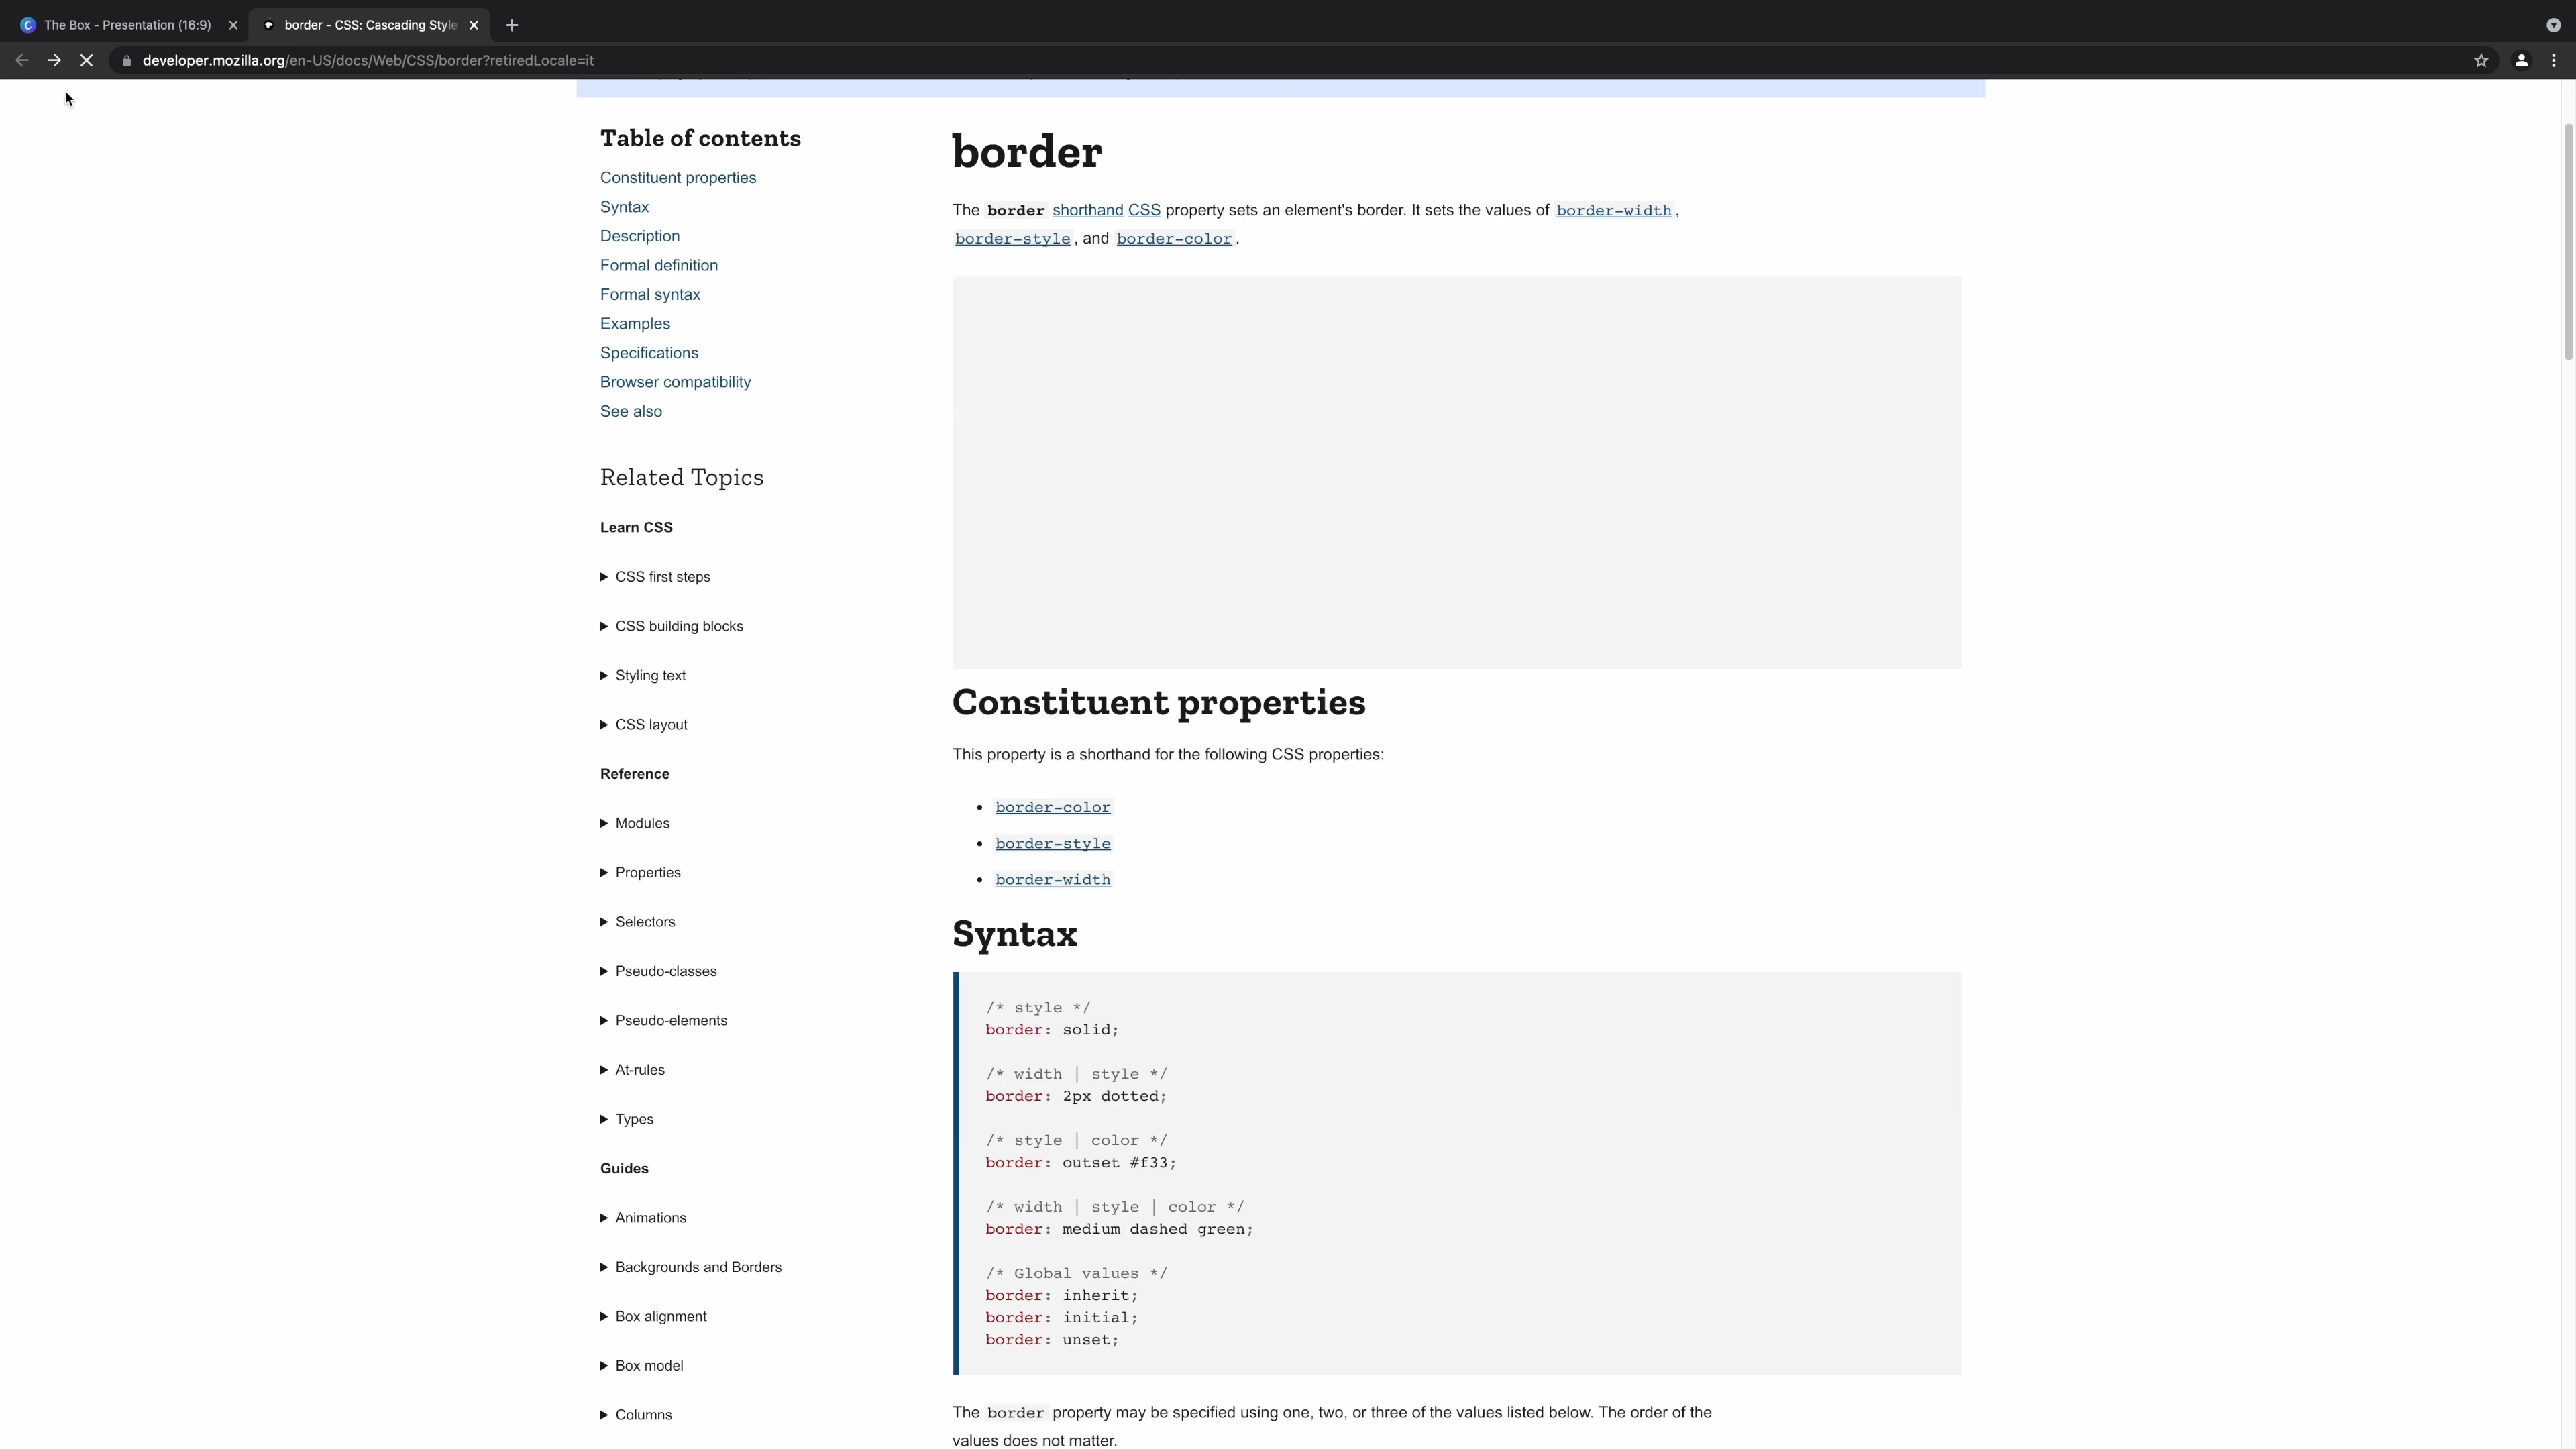 The Box - Presentation (16:9)
border - CSS: Cascading Style
developer.mozilla.org/en-US/docs/Web/CSS/border?retiredLocale=it
Table of contents
Constituent properties
Syntax
Description
Formal definition
Formal syntax
Examples
Specifications
Browser compatibility
See also
Related Topics
Learn CSS
CSS first steps
CSS building blocks
Styling text
CSS layout
Reference
Modules
Properties
Selectors
Pseudo-classes
Pseudo-elements
At-rules
Types
Guides
Animations
Backgrounds and Borders
Box alignment
Box model
Columns
border
The border shorthand CSS property sets an element's border. It sets the values of border-width,
border-style, and border-color.
Constituent properties
This property is a shorthand for the following CSS properties:
• border-color
• border-style
• border-width
Syntax
/* style */
border: solid;
/* width | style */
border: 2px dotted;
/* style | color */
border: outset #f33;
/* width | style | color */
border: medium dashed green;
/* Global values */
border: inherit;
border: initial;
border: unset;
The border property may be specified using one, two, or three of the values listed below. The order of the
values does not matter.